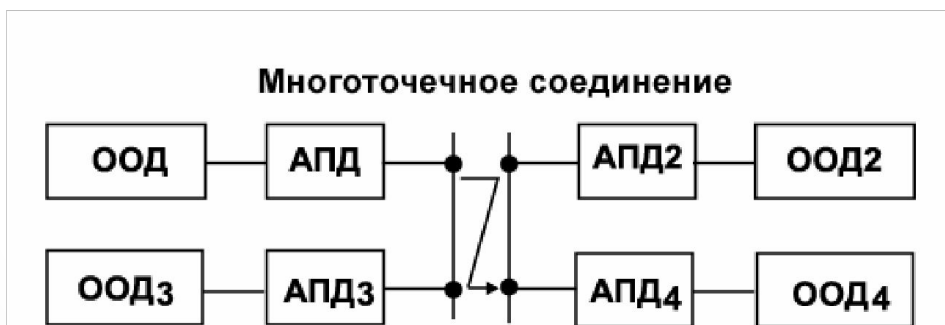 Многоточечное соединение
ООД АПД АПД2 ООД2
ООД3 АПД3 АПД4 ООД4